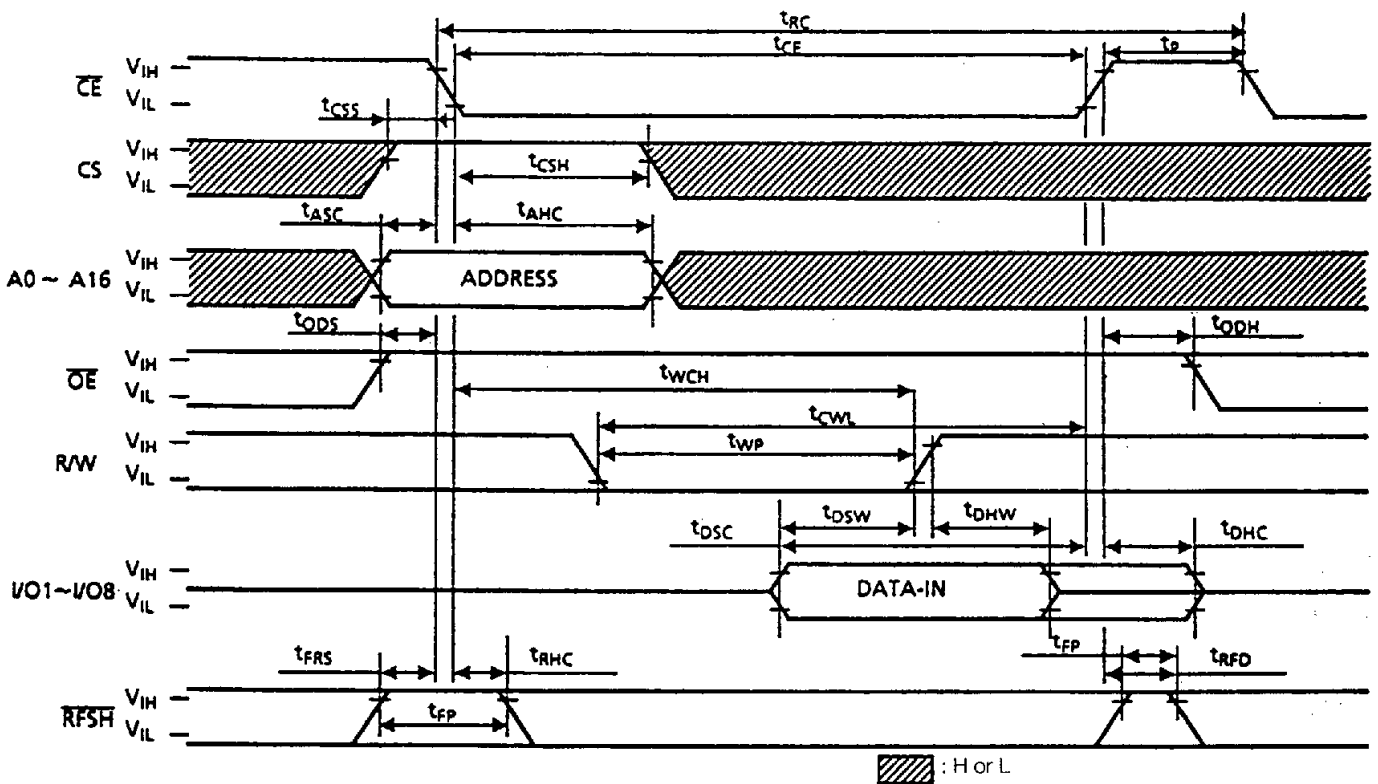 tRC
tCE
tP
CE
VIH
VIL
tCSS
CS
VIH
VIL
tCSH
tASC
tAHC
A0 ~ A16
VIH
VIL
ADDRESS
tODS
tODH
OE
VIH
VIL
tWCH
tCWL
R/W
VIH
VIL
tWP
tDSC
tDSW
tDHW
tDHC
I/O1~I/O8
VIH
VIL
DATA-IN
tFRS
tRHC
tFP
tRFD
RFSH
VIH
VIL
tFP
: H or L